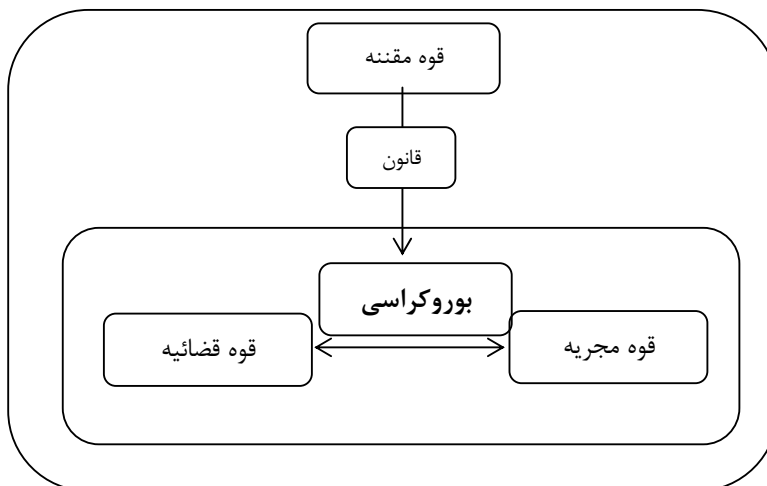 قوه مقننه
قانون
بوروکراسی
قوه مجریه
قوه قضائیه